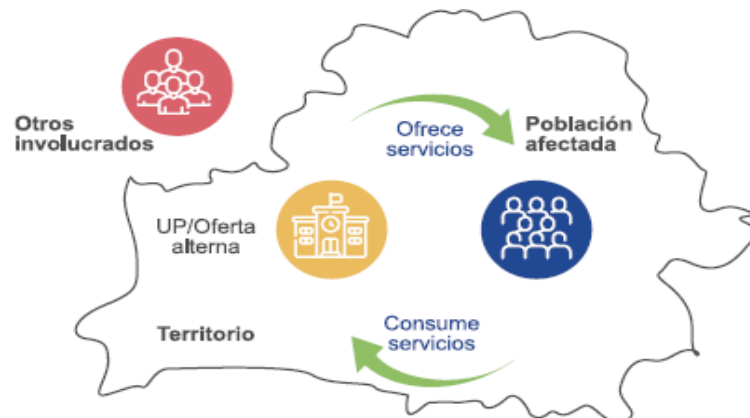 Otros
involucrados
Ofrece
servicios
Población
afectada
UP/Oferta
alterna
Territorio
Consume
servicios